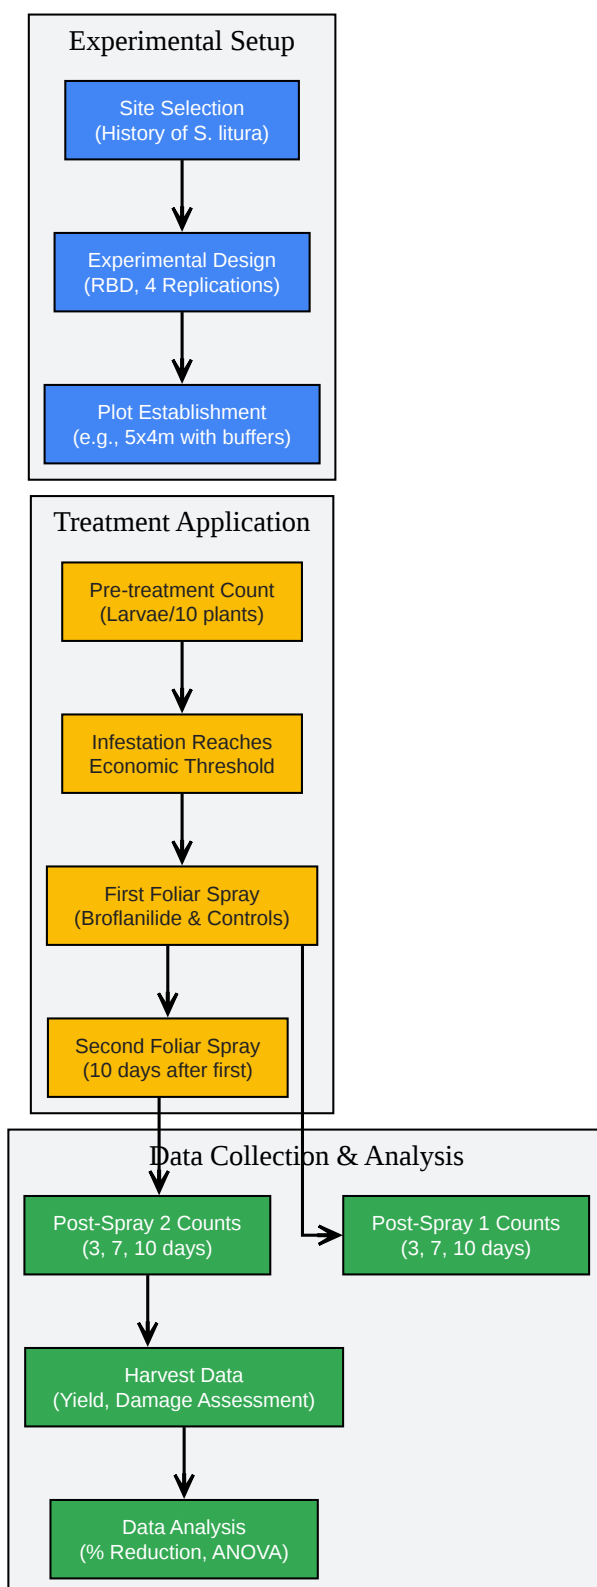 Experimental Setup
Site Selection
(History of S. litura)
Experimental Design
(RBD, 4 Replications)
Plot Establishment
(e.g., 5x4m with buffers)
Treatment Application
Pre-treatment Count
(Larvae/10 plants)
Infestation Reaches
Economic Threshold
First Foliar Spray
(Broflanilide & Controls)
Second Foliar Spray
(10 days after first)
Data Collection & Analysis
Post-Spray 2 Counts
(3, 7, 10 days)
Post-Spray 1 Counts
(3, 7, 10 days)
Harvest Data
(Yield, Damage Assessment)
Data Analysis
(% Reduction, ANOVA)